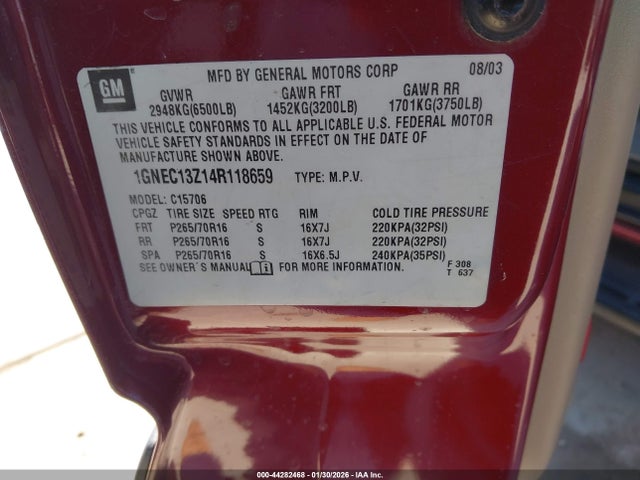 MFD BY GENERAL MOTORS CORP 08/03
GM
GVWR GAWR FRT GAWR RR
2948KG(6500LB) 1452KG(3200LB) 1701KG(3750LB)
THIS VEHICLE CONFORMS TO ALL APPLICABLE U.S. FEDERAL MOTOR
VEHICLE SAFETY STANDARDS IN EFFECT ON THE DATE OF
MANUFACTURE SHOWN ABOVE.
1GNEC13Z14R118659 TYPE: M.P.V.
MODEL: C15706
CPGZ TIRE SIZE SPEED RTG RIM COLD TIRE PRESSURE
FRT P265/70R16 S 16X7J 220KPA(32PSI)
RR P265/70R16 S 16X7J 220KPA(32PSI)
SPA P265/70R16 S 16X6.5J 240KPA(35PSI)
SEE OWNER'S MANUAL i FOR MORE INFORMATION. F 308
T 637
000-44282468 | 01/30/2026 - IAA, Inc.